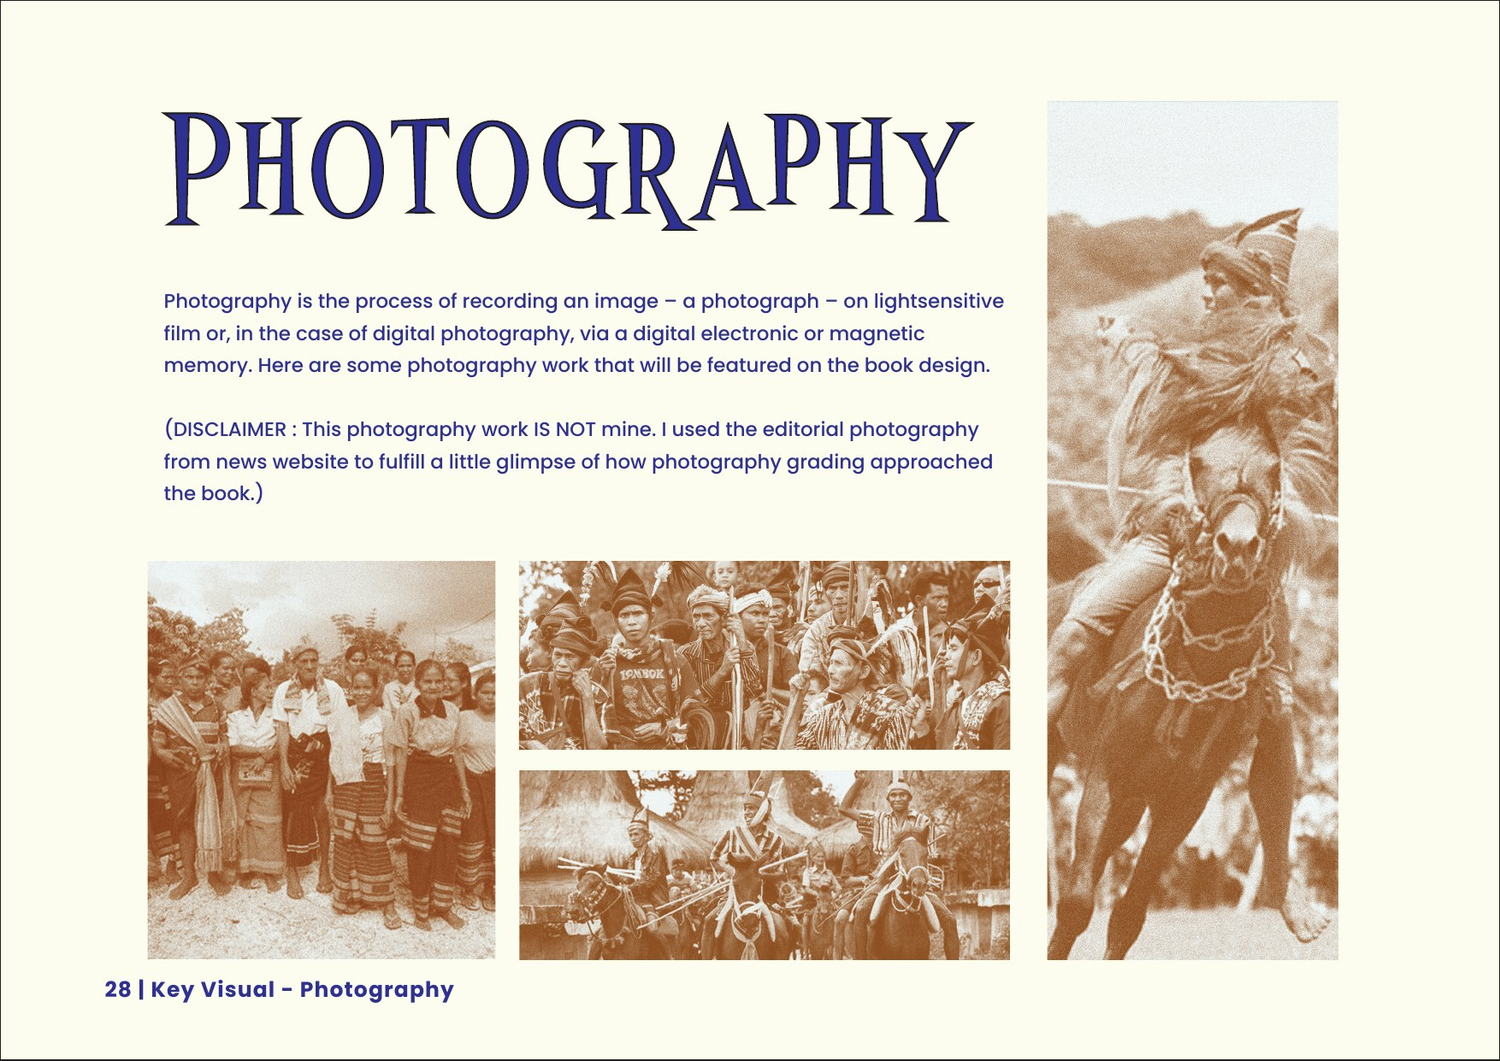 PHOTOGRAPHY
Photography is the process of recording an image – a photograph – on lightsensitive
film or, in the case of digital photography, via a digital electronic or magnetic
memory. Here are some photography work that will be featured on the book design.
(DISCLAIMER : This photography work IS NOT mine. I used the editorial photography
from news website to fulfill a little glimpse of how photography grading approached
the book.)
LOMBOK
28 | Key Visual - Photography